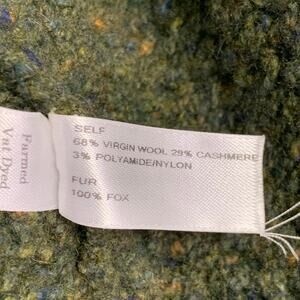 SELF
68% VIRGIN WOOL 29% CASHMERE
3% POLYAMIDE/NYLON
FUR
100% FOX
Farmed
Vat Dyed